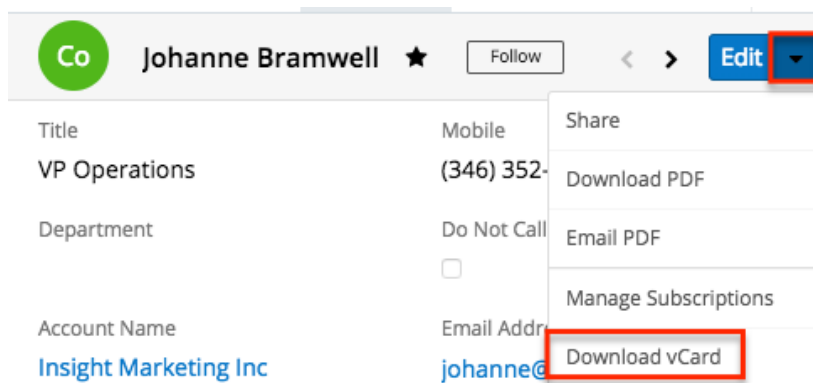 Co Johanne Bramwell Follow Edit
Title Mobile Share
VP Operations (346) 352- Download PDF
Department Do Not Call Email PDF
Manage Subscriptions
Account Name Email Addr
Insight Marketing Inc johanne@ Download vCard